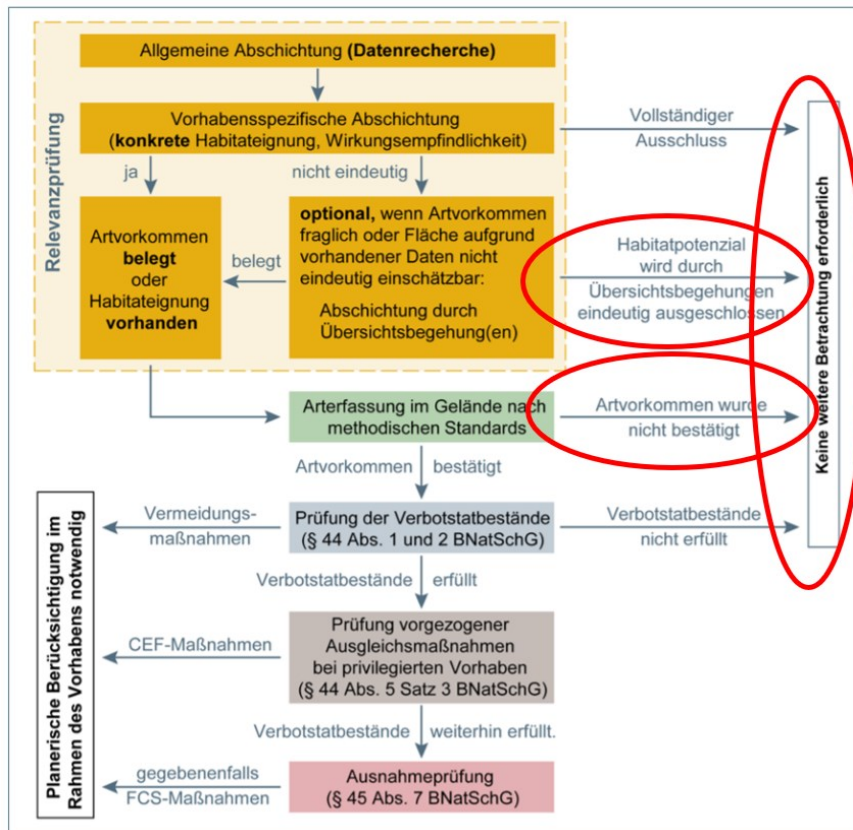 Allgemeine Abschichtung (Datenrecherche)
Vorhabensspezifische Abschichtung
(konkrete Habitateignung, Wirkungsempfindlichkeit)
Vollständiger
Ausschluss
ja
nicht eindeutig
Relevanzprüfung
Artvorkommen
belegt
oder
Habitateignung
vorhanden
belegt
optional, wenn Artvorkommen
fraglich oder Fläche aufgrund
vorhandener Daten nicht
eindeutig einschätzbar:
Abschichtung durch
Übersichtsbegehung(en)
Habitatpotenzial
wird durch
Übersichtsbegehungen
eindeutig ausgeschlossen
Keine weitere Betrachtung erforderlich
Arterfassung im Gelände nach
methodischen Standards
Artvorkommen wurde
nicht bestätigt
Artvorkommen bestätigt
Planerische Berücksichtigung im
Rahmen des Vorhabens notwendig
Vermeidungs-
maßnahmen
Prüfung der Verbotstatbestände
(§ 44 Abs. 1 und 2 BNatSchG)
Verbotstatbestände
nicht erfüllt
Verbotstatbestände erfüllt
CEF-Maßnahmen
Prüfung vorgezogener
Ausgleichsmaßnahmen
bei privilegierten Vorhaben
(§ 44 Abs. 5 Satz 3 BNatSchG)
Verbotstatbestände weiterhin erfüllt.
gegebenenfalls
FCS-Maßnahmen
Ausnahmeprüfung
(§ 45 Abs. 7 BNatSchG)